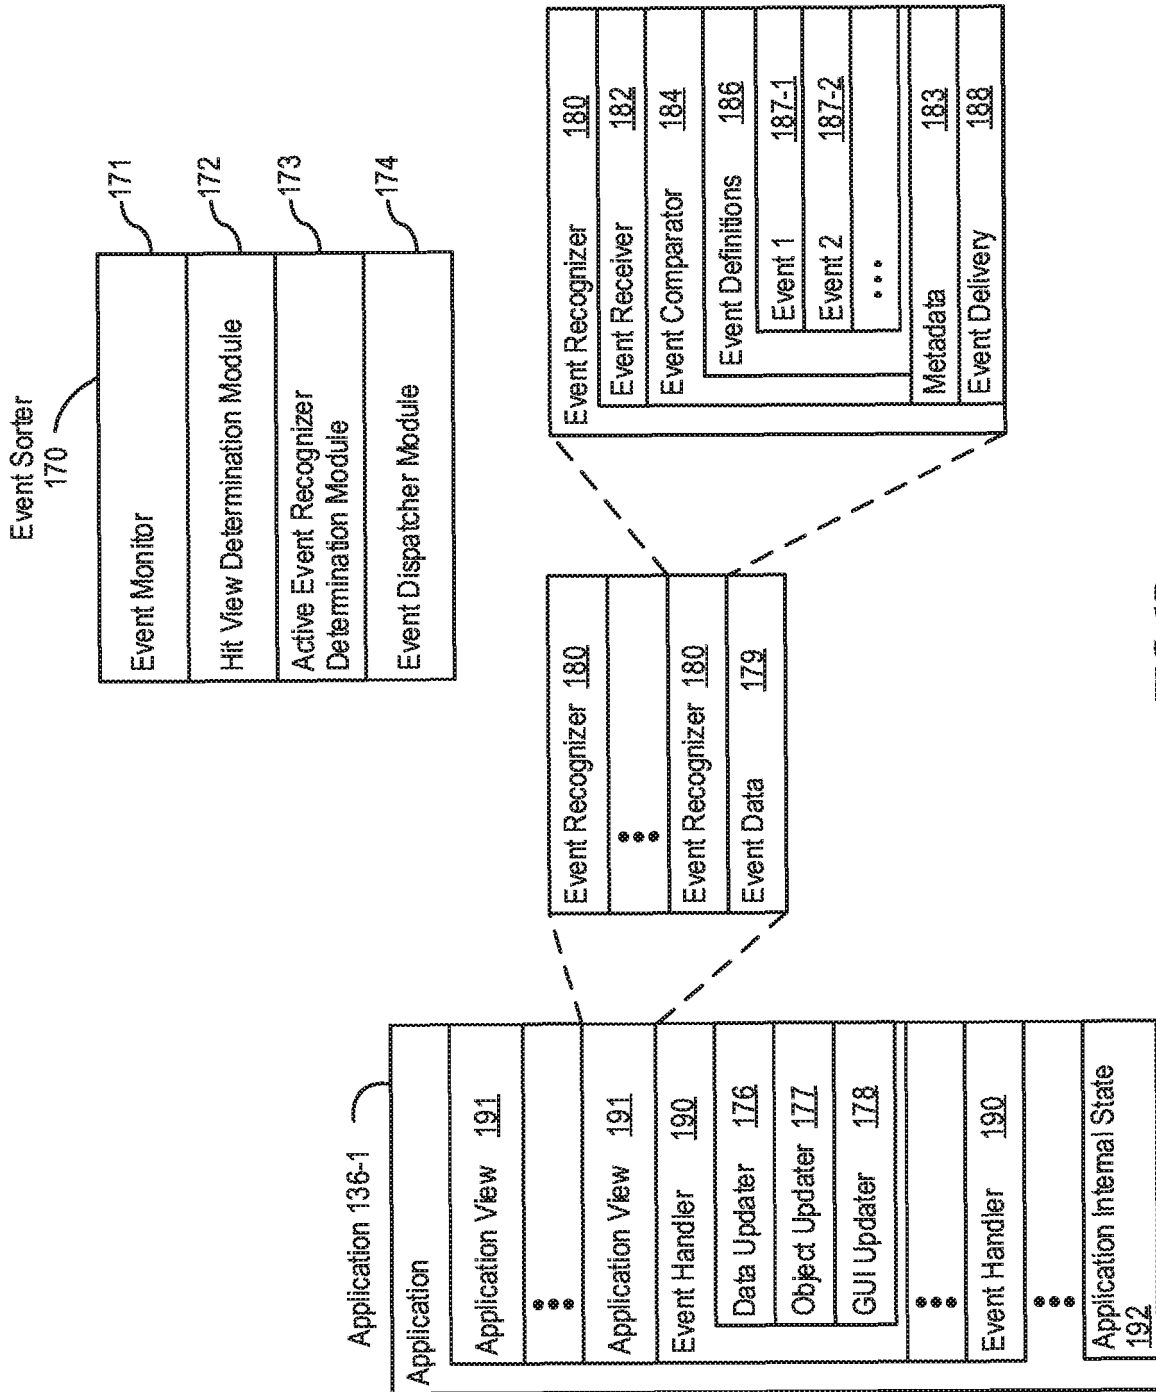 Event Sorter
170
Event Monitor
171
Hit View Determination Module
172
Active Event Recognizer
Determination Module
173
Event Dispatcher Module
174
Application 136-1
Application
Application View 191
Application View 191
Event Handler 190
Data Updater 176
Object Updater 177
GUI Updater 178
Event Handler 190
Application Internal State
192
Event Recognizer 180
Event Recognizer 180
Event Data 179
Event Recognizer 180
Event Receiver 182
Event Comparator 184
Event Definitions 186
Event 1 187-1
Event 2 187-2
Metadata 183
Event Delivery 188